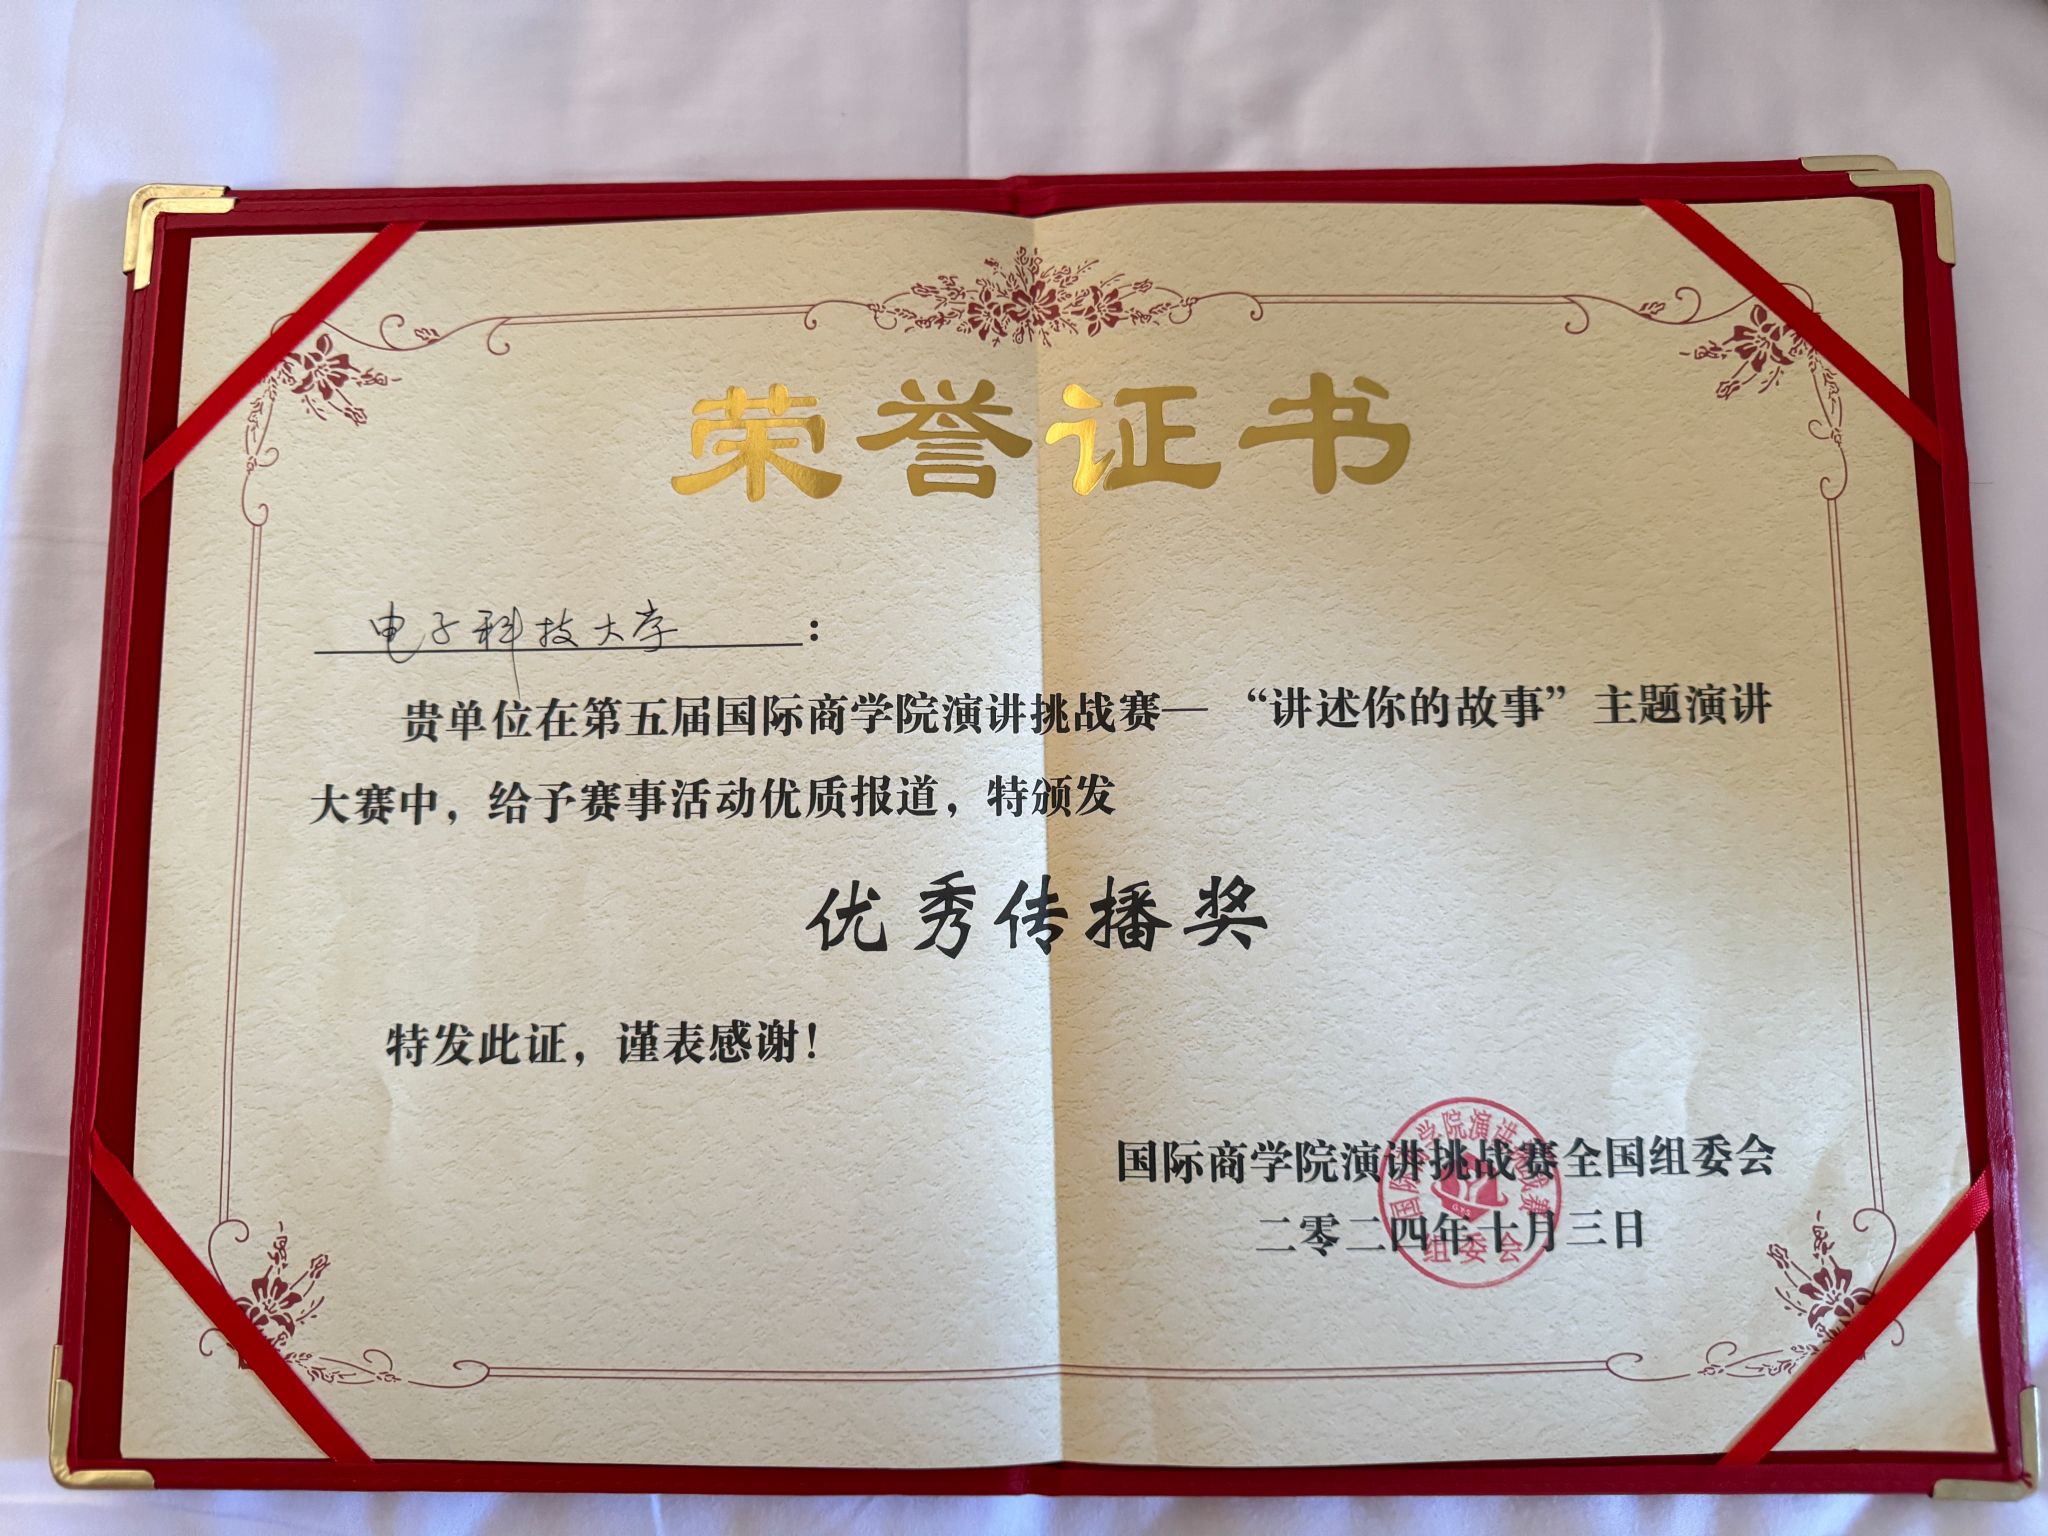 荣誉证书
电子科技大学：
贵单位在第五届国际商学院演讲挑战赛—“讲述你的故事”主题演讲
大赛中，给予赛事活动优质报道，特颁发
优秀传播奖
特发此证，谨表感谢！
国际商学院演讲挑战赛全国组委会
二零二四年十月三日
组委会